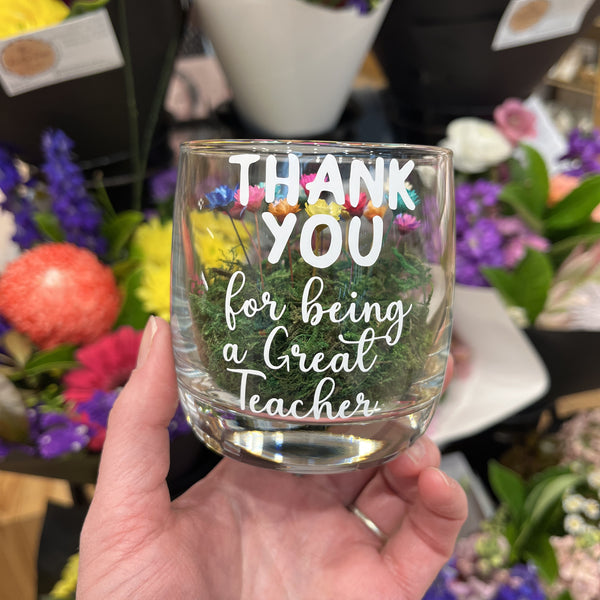 THANK
YOU
for being
a Great
Teacher